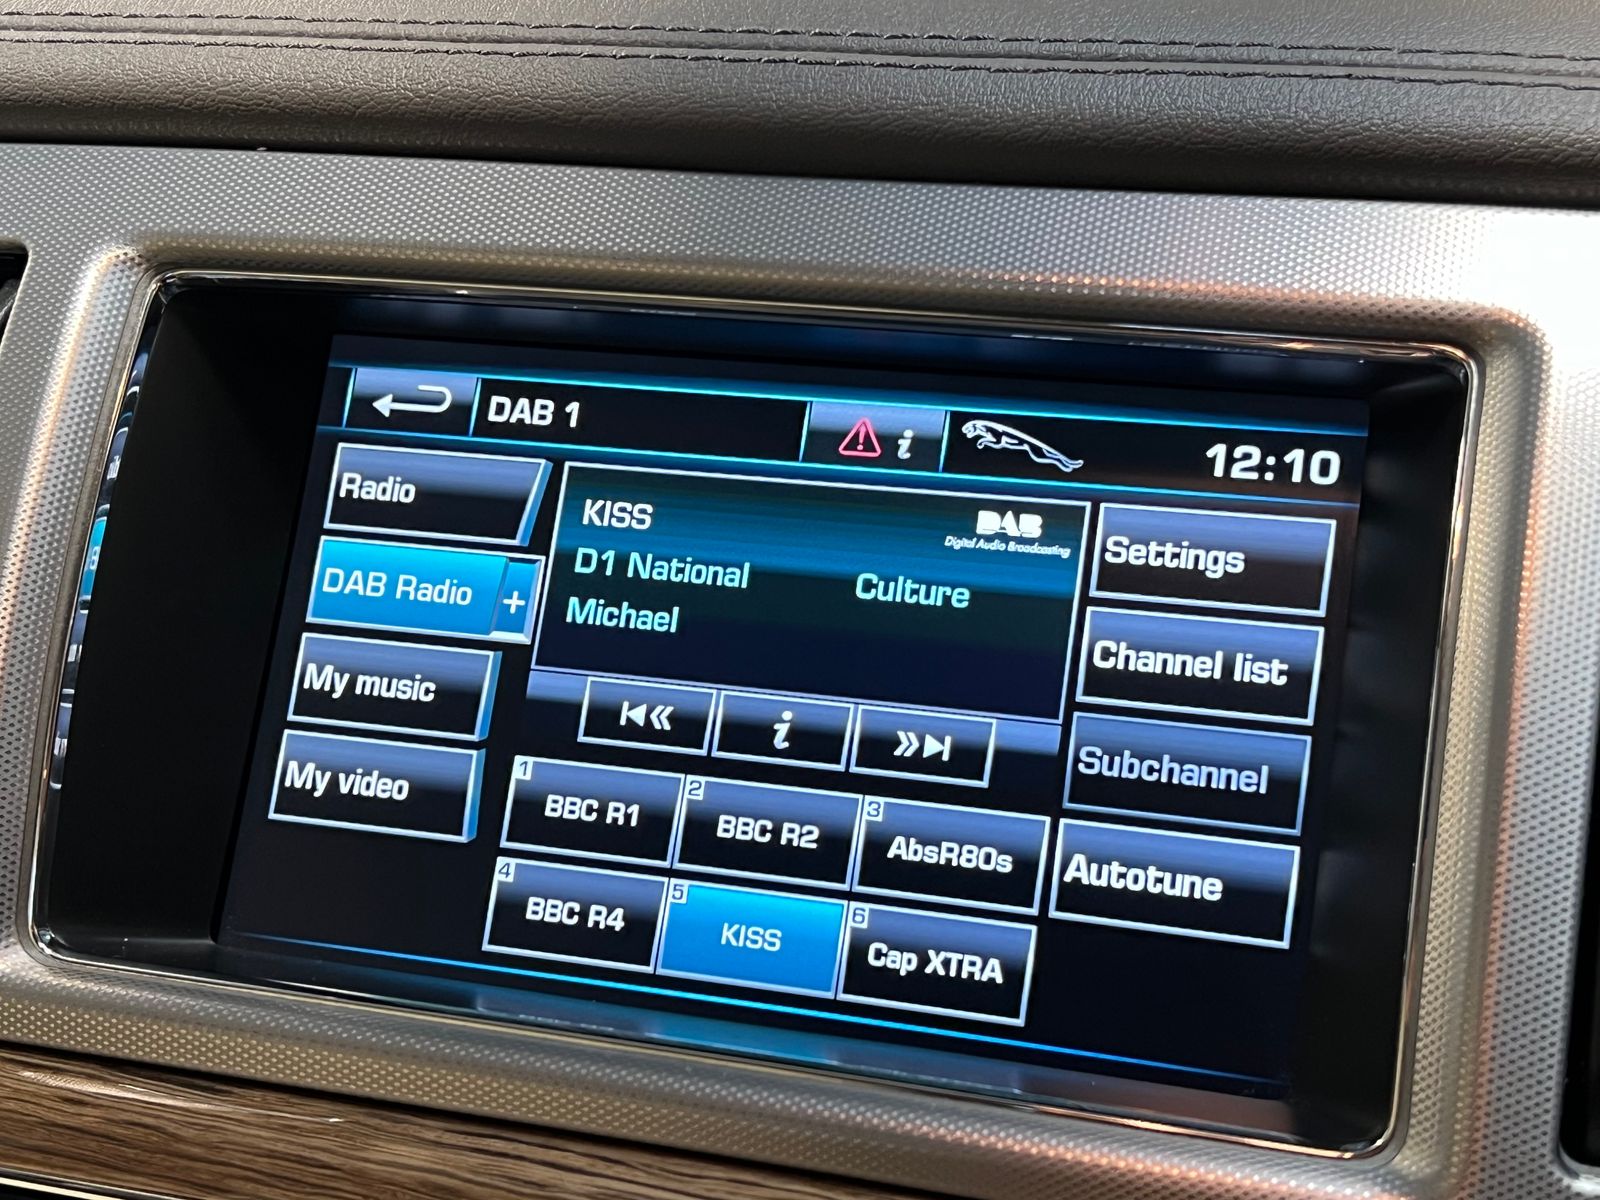 DAB 1
i
12:10
Radio
DAB Radio +
My music
My video
KISS
DAB
Digital Audio Broadcasting
D1 National Culture
Michael
i
1 BBC R1
2 BBC R2
3 AbsR80s
4 BBC R4
5 KISS
6 Cap XTRA
Settings
Channel list
Subchannel
Autotune